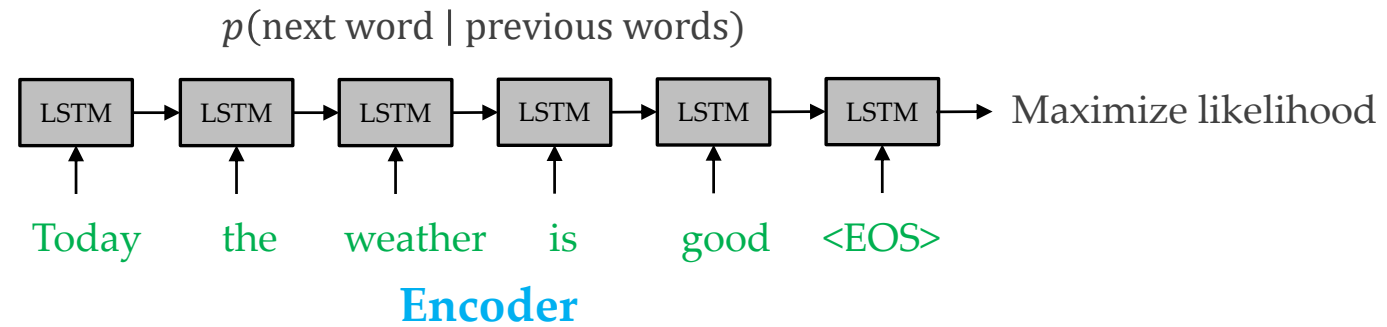 p(next word | previous words)
LSTM LSTM LSTM LSTM LSTM LSTM Maximize likelihood
Today the weather is good <EOS>
Encoder